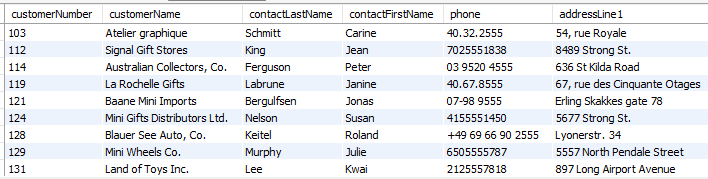 customerNumber customerName contactLastName contactFirstName phone addressLine1
103 Atelier graphique Schmitt Carine 40.32.2555 54, rue Royale
112 Signal Gift Stores King Jean 7025551838 8489 Strong St.
114 Australian Collectors, Co. Ferguson Peter 03 9520 4555 636 St Kilda Road
119 La Rochelle Gifts Labrune Janine 40.67.8555 67, rue des Cinquante Otages
121 Baane Mini Imports Bergulfsen Jonas 07-98 9555 Erling Skakkes gate 78
124 Mini Gifts Distributors Ltd. Nelson Susan 4155551450 5677 Strong St.
128 Blauer See Auto, Co. Keitel Roland +49 69 66 90 2555 Lyonerstr. 34
129 Mini Wheels Co. Murphy Julie 6505555787 5557 North Pendale Street
131 Land of Toys Inc. Lee Kwai 2125557818 897 Long Airport Avenue